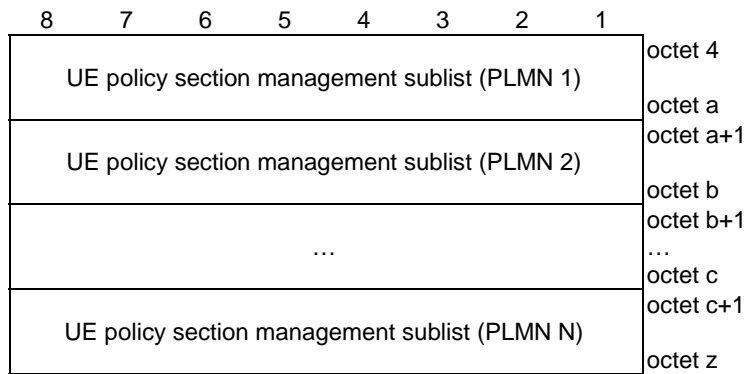 8 7 6 5 4 3 2 1
octet 4
UE policy section management sublist (PLMN 1)
octet a
octet a+1
UE policy section management sublist (PLMN 2)
octet b
octet b+1
… …
octet c
octet c+1
UE policy section management sublist (PLMN N)
octet z